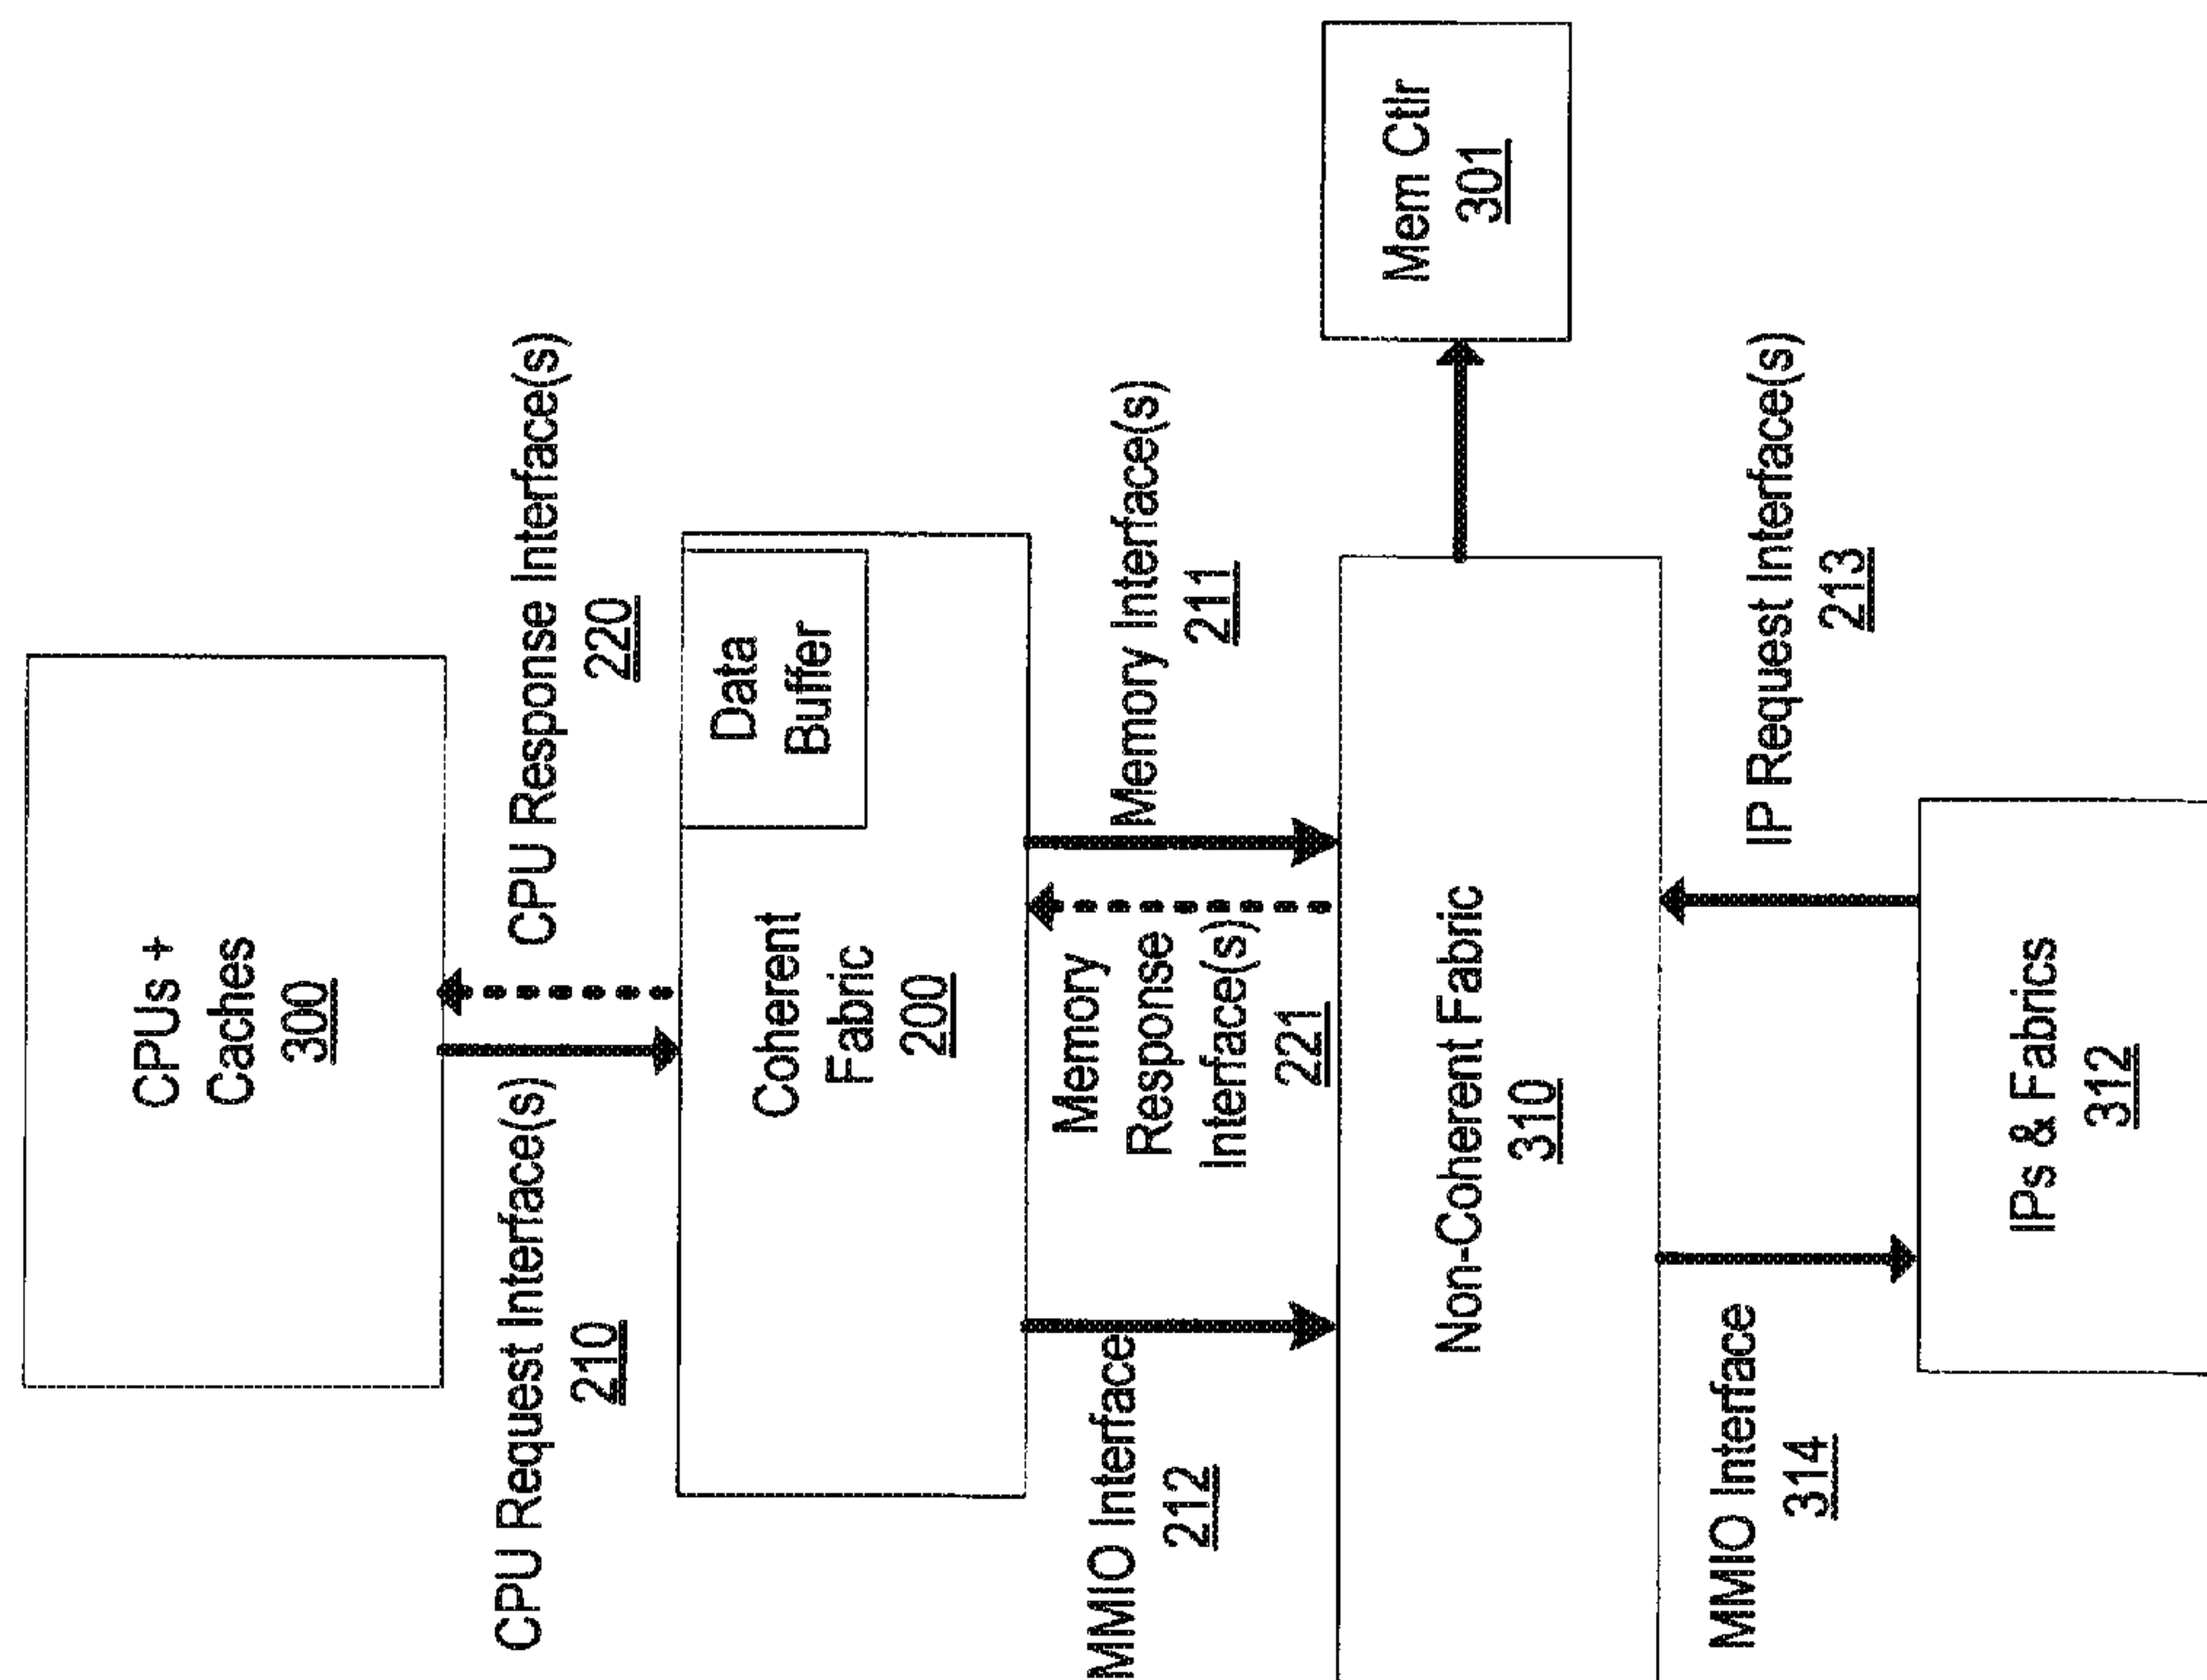 CPUs +
Caches
300
CPU Request Interface(s)
210
CPU Response Interface(s)
220
Coherent
Fabric
200
Data
Buffer
MMIO Interface
212
Memory
Response
Interface(s)
221
Memory Interface(s)
211
Non-Coherent Fabric
310
Mem Ctlr
301
MMIO Interface
314
IP Request Interface(s)
213
IPs & Fabrics
312